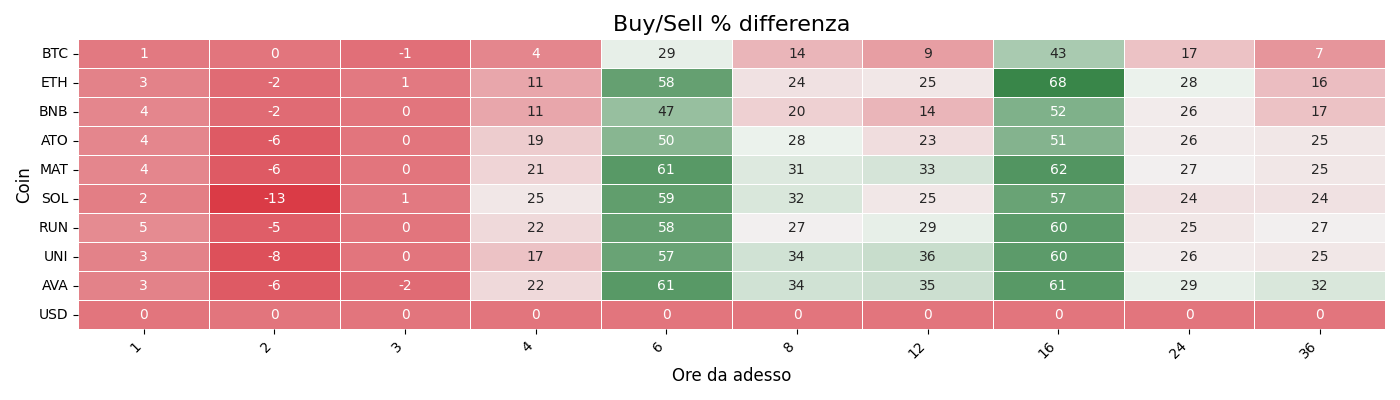 Buy/Sell % differenza
Coin
BTC 1 0 -1 4 29 14 9 43 17 7
ETH 3 -2 1 11 58 24 25 68 28 16
BNB 4 -2 0 11 47 20 14 52 26 17
ATO 4 -6 0 19 50 28 23 51 26 25
MAT 4 -6 0 21 61 31 33 62 27 25
SOL 2 -13 1 25 59 32 25 57 24 24
RUN 5 -5 0 22 58 27 29 60 25 27
UNI 3 -8 0 17 57 34 36 60 26 25
AVA 3 -6 -2 22 61 34 35 61 29 32
USD 0 0 0 0 0 0 0 0 0 0
1 2 3 4 6 8 12 16 24 36
Ore da adesso